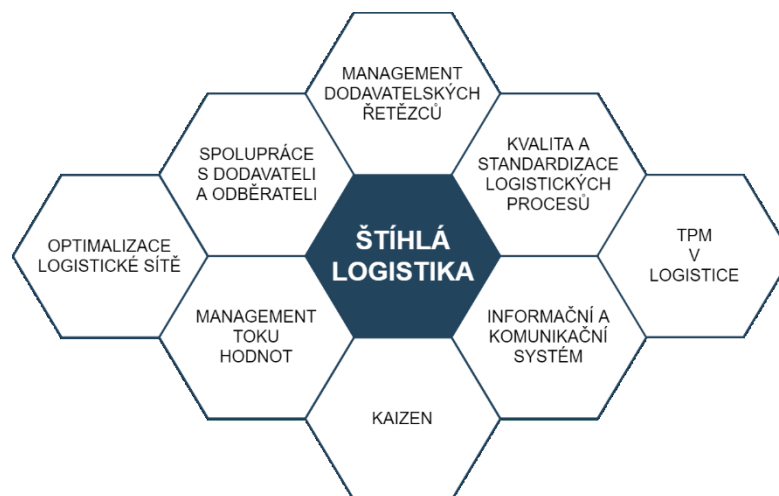 MANAGEMENT
DODAVATELSKÝCH
ŘETĚZCŮ
SPOLUPRÁCE
S DODAVATELI
A ODBĚRATELI
KVALITA A
STANDARDIZACE
LOGISTICKÝCH
PROCESŮ
OPTIMALIZACE
LOGISTICKÉ SÍTĚ
ŠTÍHLÁ
LOGISTIKA
TPM
V
LOGISTICE
MANAGEMENT
TOKU
HODNOT
INFORMAČNÍ A
KOMUNIKAČNÍ
SYSTÉM
KAIZEN